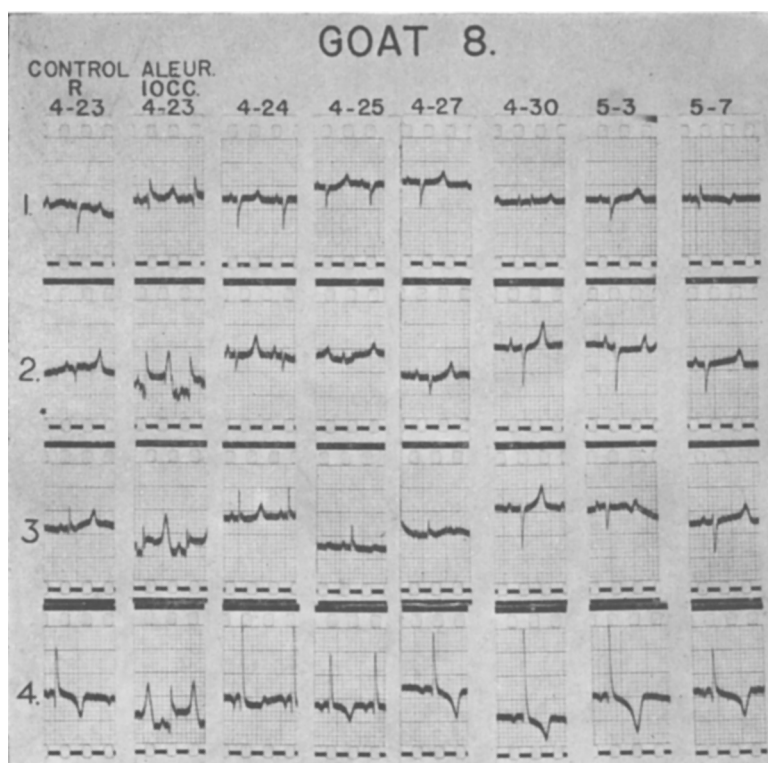 GOAT 8.
CONTROL ALEUR.
R 10CC.
4-23 4-23 4-24 4-25 4-27 4-30 5-3 5-7
1.
2.
3
4.